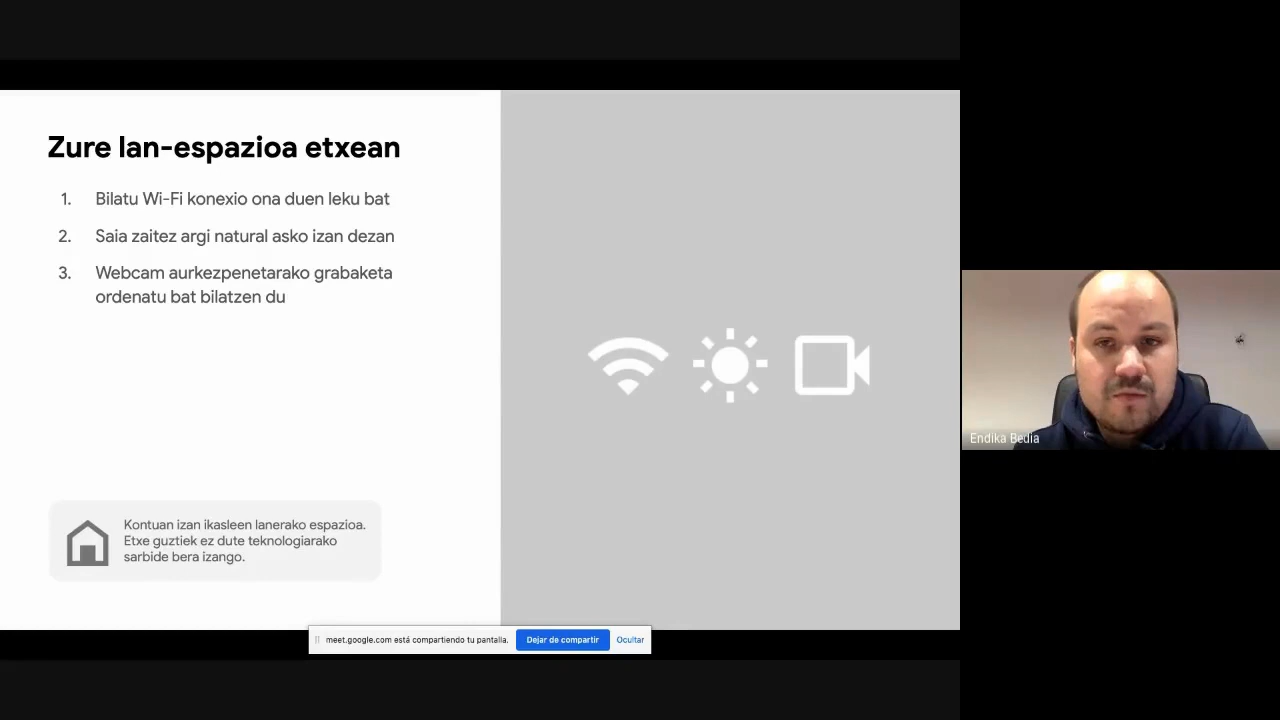 Zure lan-espazioa etxean
1. Bilatu Wi-Fi konexio ona duen leku bat
2. Saia zaitez argi natural asko izan dezan
3. Webcam aurkezpenetarako grabaketa
ordenatu bat bilatzen du
Kontuan izan ikasleen lanerako espazioa.
Etxe guztiek ez dute teknologiarako
sarbide bera izango.
meet.google.com está compartiendo tu pantalla. Dejar de compartir Ocultar
Endika Bedia